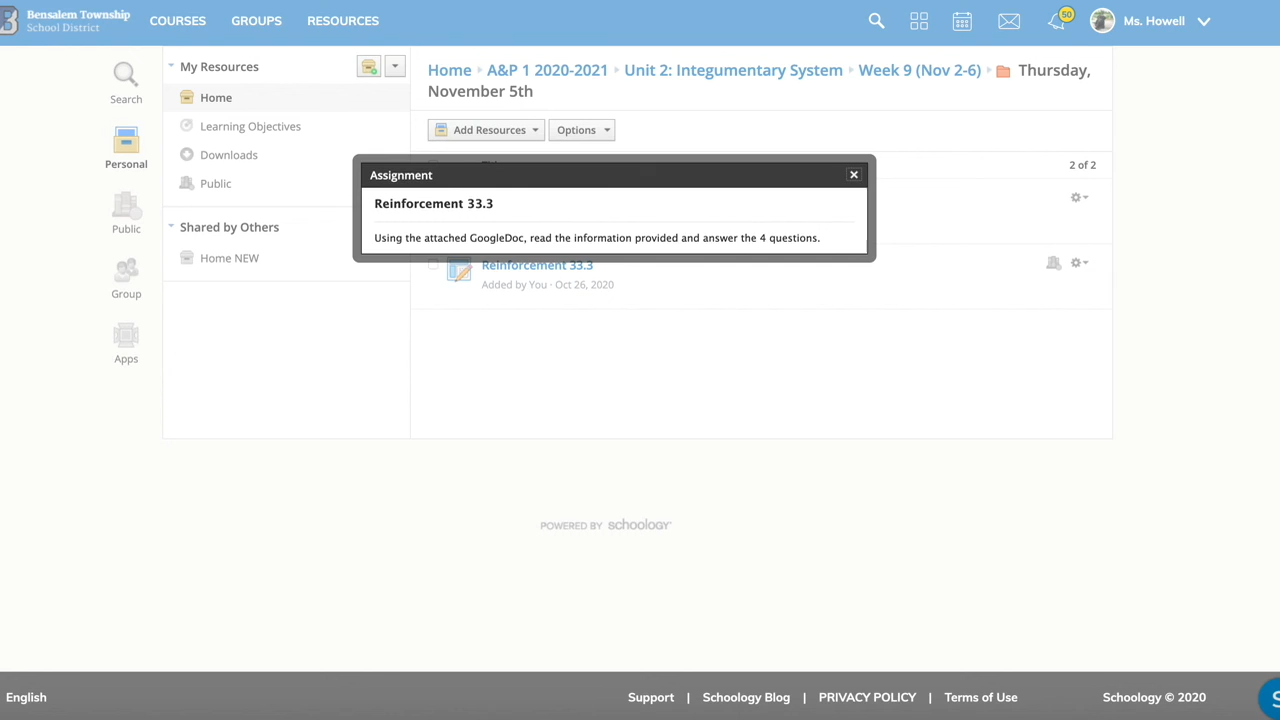 Bensalem Township
School District
COURSES
GROUPS
RESOURCES
50
Ms. Howell
Search
Personal
Public
Group
Apps
My Resources
Home
Learning Objectives
Downloads
Public
Shared by Others
Home NEW
Home
A&P 1 2020-2021
Unit 2: Integumentary System
Week 9 (Nov 2-6)
Thursday,
November 5th
Add Resources
Options
2 of 2
Assignment
Reinforcement 33.3
Using the attached GoogleDoc, read the information provided and answer the 4 questions.
Reinforcement 33.3
Added by You · Oct 26, 2020
POWERED BY schoology
English
Support | Schoology Blog | PRIVACY POLICY | Terms of Use
Schoology © 2020